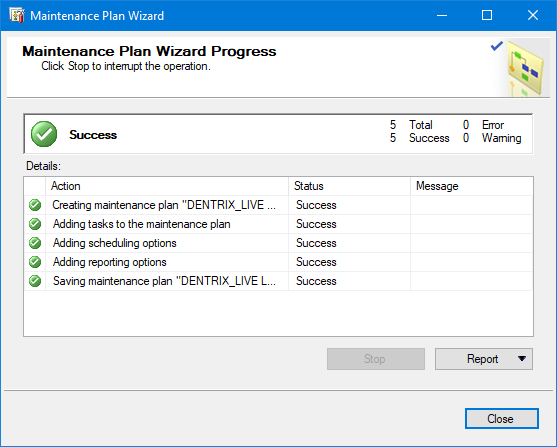 Maintenance Plan Wizard
Maintenance Plan Wizard Progress
Click Stop to interrupt the operation.
Success
5 Total 0 Error
5 Success 0 Warning
Details:
Action Status Message
Creating maintenance plan "DENTRIX_LIVE ... Success
Adding tasks to the maintenance plan Success
Adding scheduling options Success
Adding reporting options Success
Saving maintenance plan "DENTRIX_LIVE L... Success
Stop Report
Close